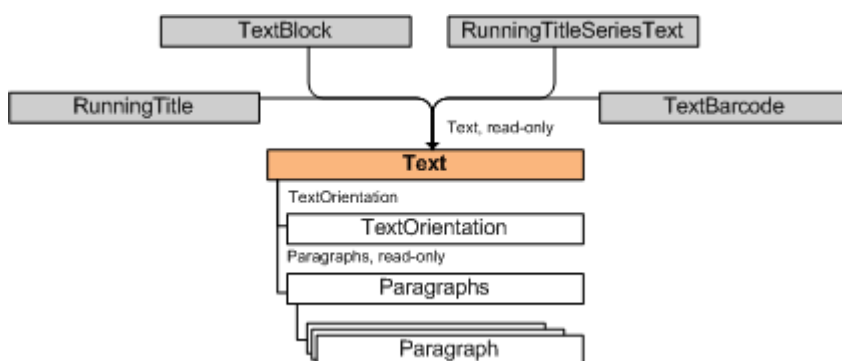 TextBlock
RunningTitleSeriesText
RunningTitle
TextBarcode
Text, read-only
Text
TextOrientation
TextOrientation
Paragraphs, read-only
Paragraphs
Paragraph